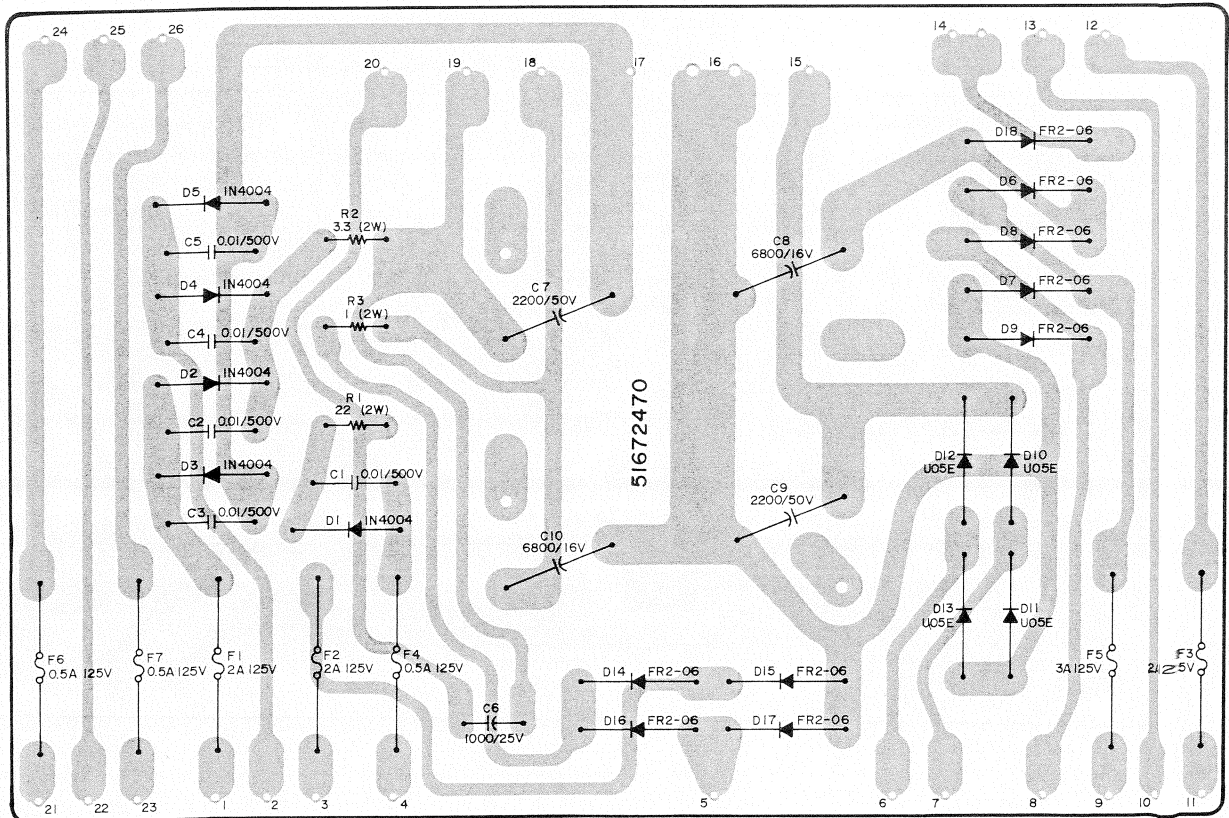 24 25 26
14 13 12
20 19 18 17 16 15
D18 FR2-06
D5 1N4004
D6 FR2-06
R2
3.3 (2W)
C5 0.01/500V
D8 FR2-06
C8
6800/16V
D4 1N4004
C7
2200/50V
D7 FR2-06
R3
1 (2W)
C4 0.01/500V
D9 FR2-06
D2 1N4004
51672470
R1
22 (2W)
C2 0.01/500V
D12
U05E
D10
U05E
D3 1N4004
C1 0.01/500V
C9
2200/50V
C3 0.01/500V
D1 1N4004
C10
6800/16V
D13
U05E
D11
U05E
F6
0.5A 125V
F7
0.5A 125V
F1
2A 125V
F2
2A 125V
F4
0.5A 125V
F5
3A 125V
F3
D14 FR2-06
D15 FR2-06
C6
1000/25V
D16 FR2-06
D17 FR2-06
21 22 23 1 2 3 4 5 6 7 8 9 10 11